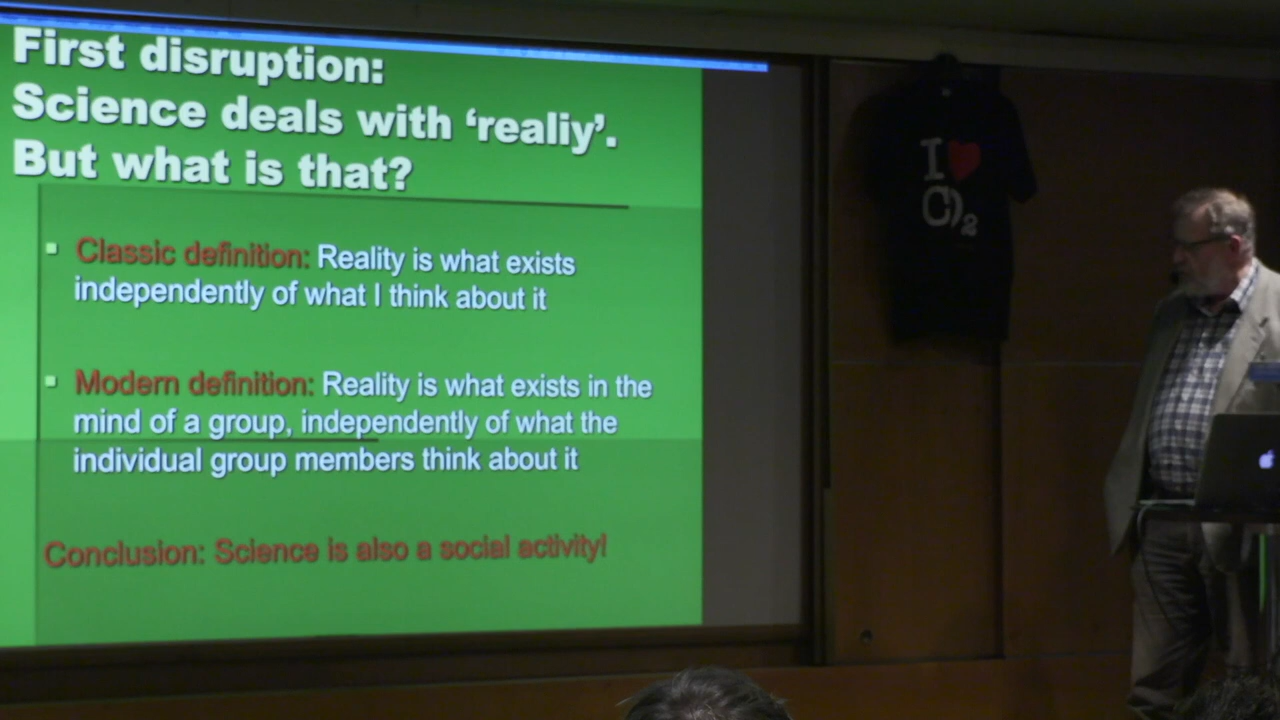 First disruption:
Science deals with ‘realiy’.
But what is that?
▪ Classic definition: Reality is what exists
independently of what I think about it
▪ Modern definition: Reality is what exists in the
mind of a group, independently of what the
individual group members think about it
Conclusion: Science is also a social activity!
I ♥
CO2